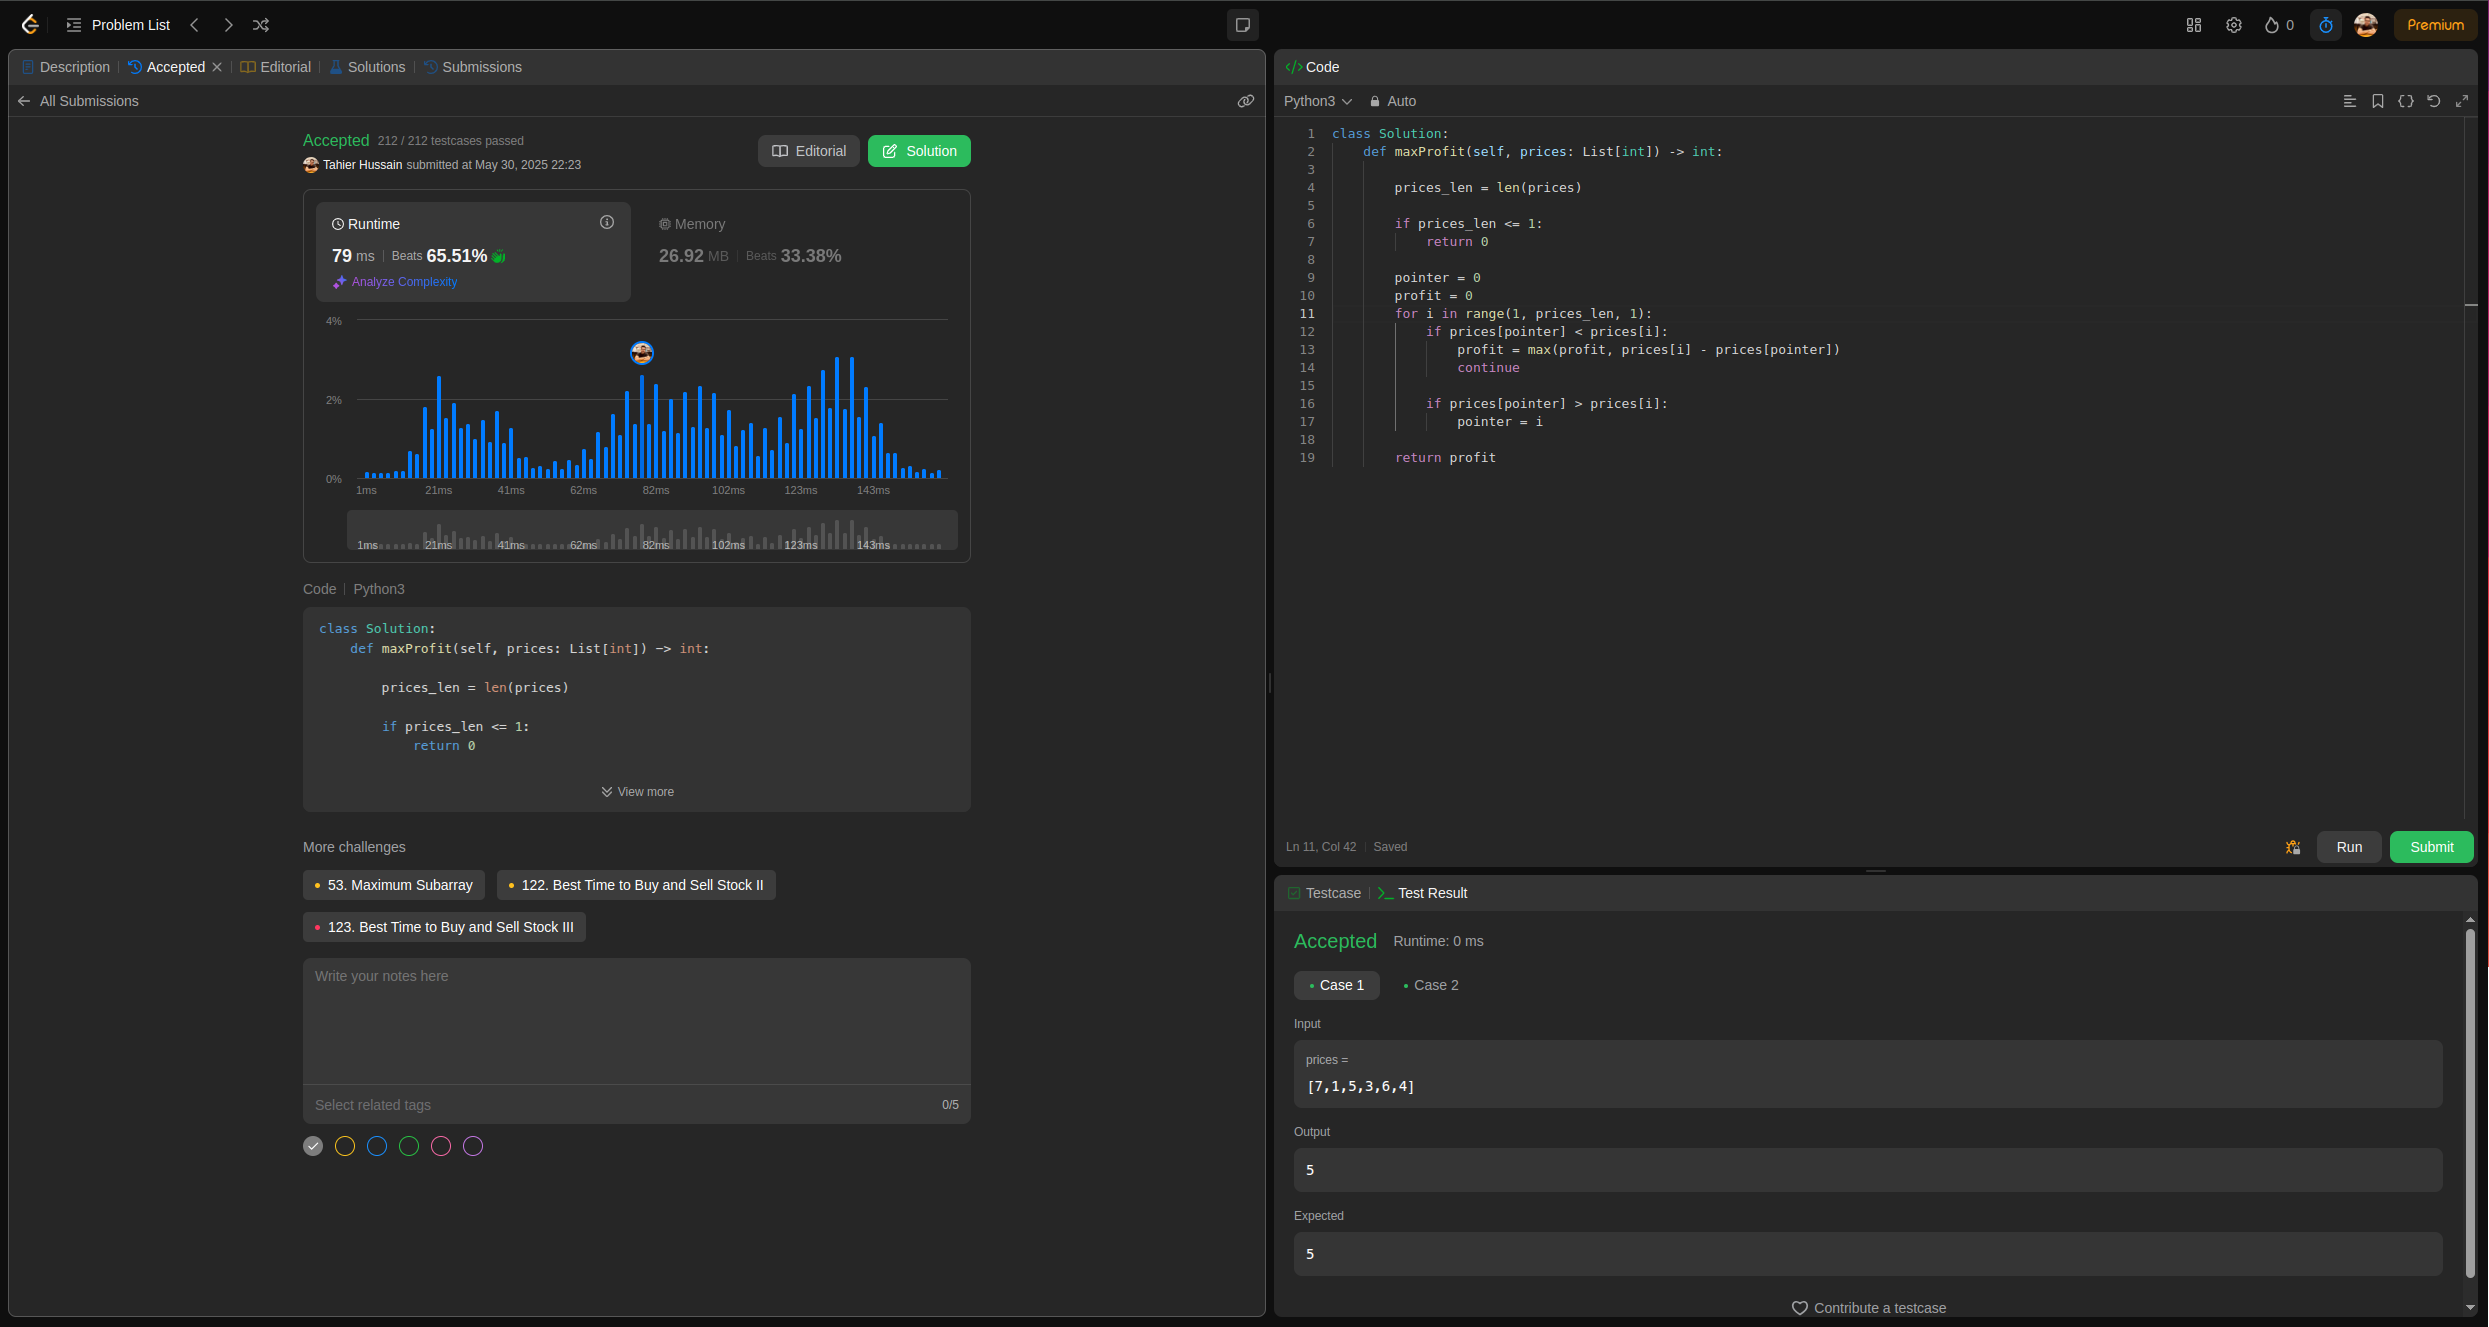 Problem List
0
Premium
Description | Accepted | Editorial | Solutions | Submissions
All Submissions
Accepted 212 / 212 testcases passed
Tahier Hussain submitted at May 30, 2025 22:23
Editorial
Solution
Runtime
79 ms | Beats 65.51%
Analyze Complexity
Memory
26.92 MB | Beats 33.38%
4%
2%
0%
1ms 21ms 41ms 62ms 82ms 102ms 123ms 143ms
1ms 21ms 41ms 62ms 82ms 102ms 123ms 143ms
Code | Python3
class Solution:
    def maxProfit(self, prices: List[int]) -> int:
        prices_len = len(prices)
        if prices_len <= 1:
            return 0
View more
More challenges
53. Maximum Subarray
122. Best Time to Buy and Sell Stock II
123. Best Time to Buy and Sell Stock III
Write your notes here
Select related tags
0/5
Code
Python3 Auto
1 class Solution:
2     def maxProfit(self, prices: List[int]) -> int:
3
4         prices_len = len(prices)
5
6         if prices_len <= 1:
7             return 0
8
9         pointer = 0
10         profit = 0
11         for i in range(1, prices_len, 1):
12             if prices[pointer] < prices[i]:
13                 profit = max(profit, prices[i] - prices[pointer])
14                 continue
15
16             if prices[pointer] > prices[i]:
17                 pointer = i
18
19         return profit
Ln 11, Col 42 | Saved
Run
Submit
Testcase | Test Result
Accepted Runtime: 0 ms
Case 1
Case 2
Input
prices =
[7,1,5,3,6,4]
Output
5
Expected
5
Contribute a testcase